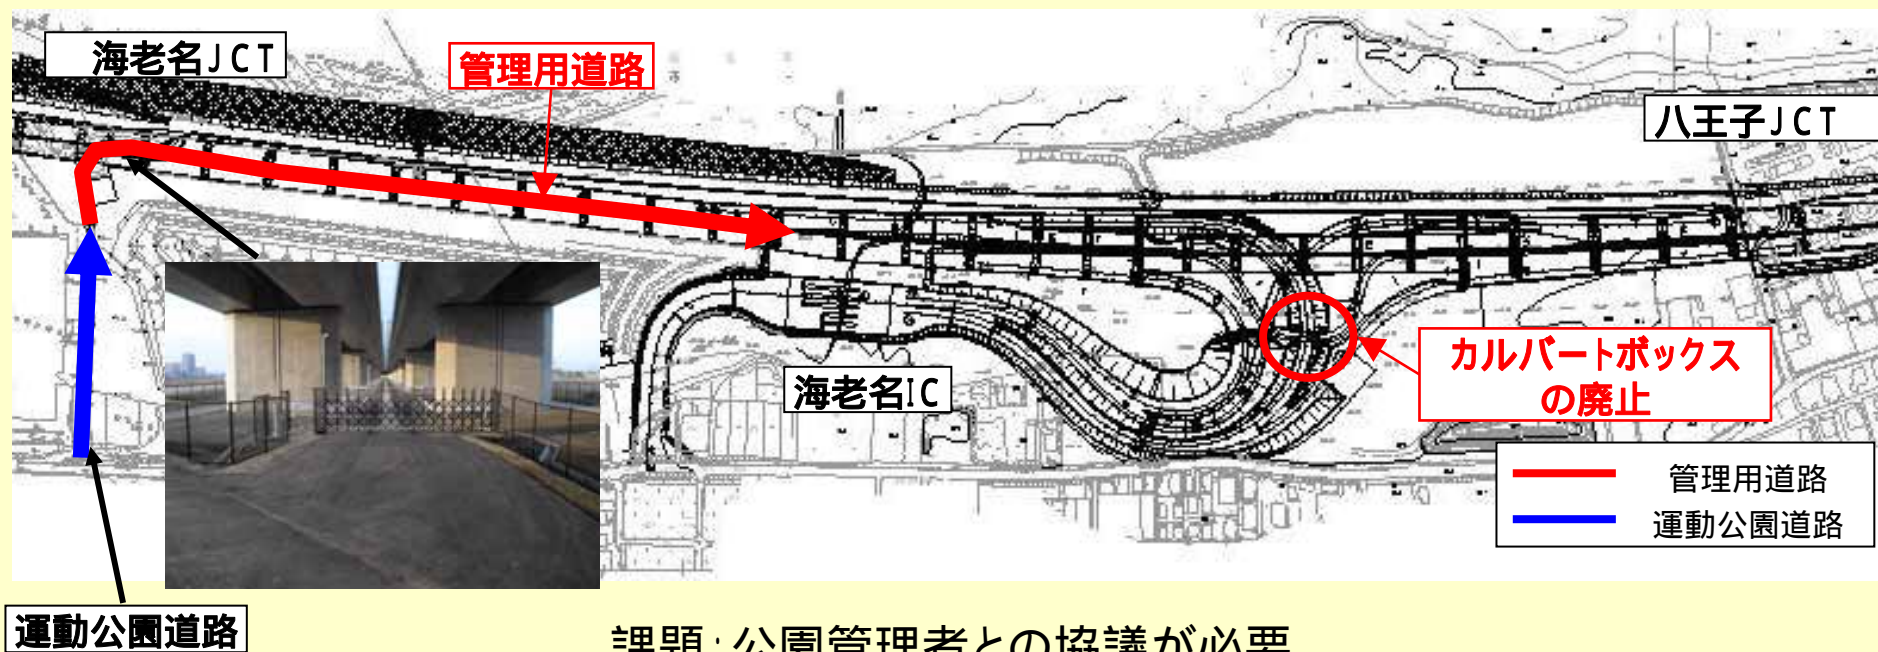 海老名JCT
管理用道路
八王子JCT
海老名IC
カルバートボックス
の廃止
管理用道路
運動公園道路
運動公園道路
課題：公園管理者との協議が必要